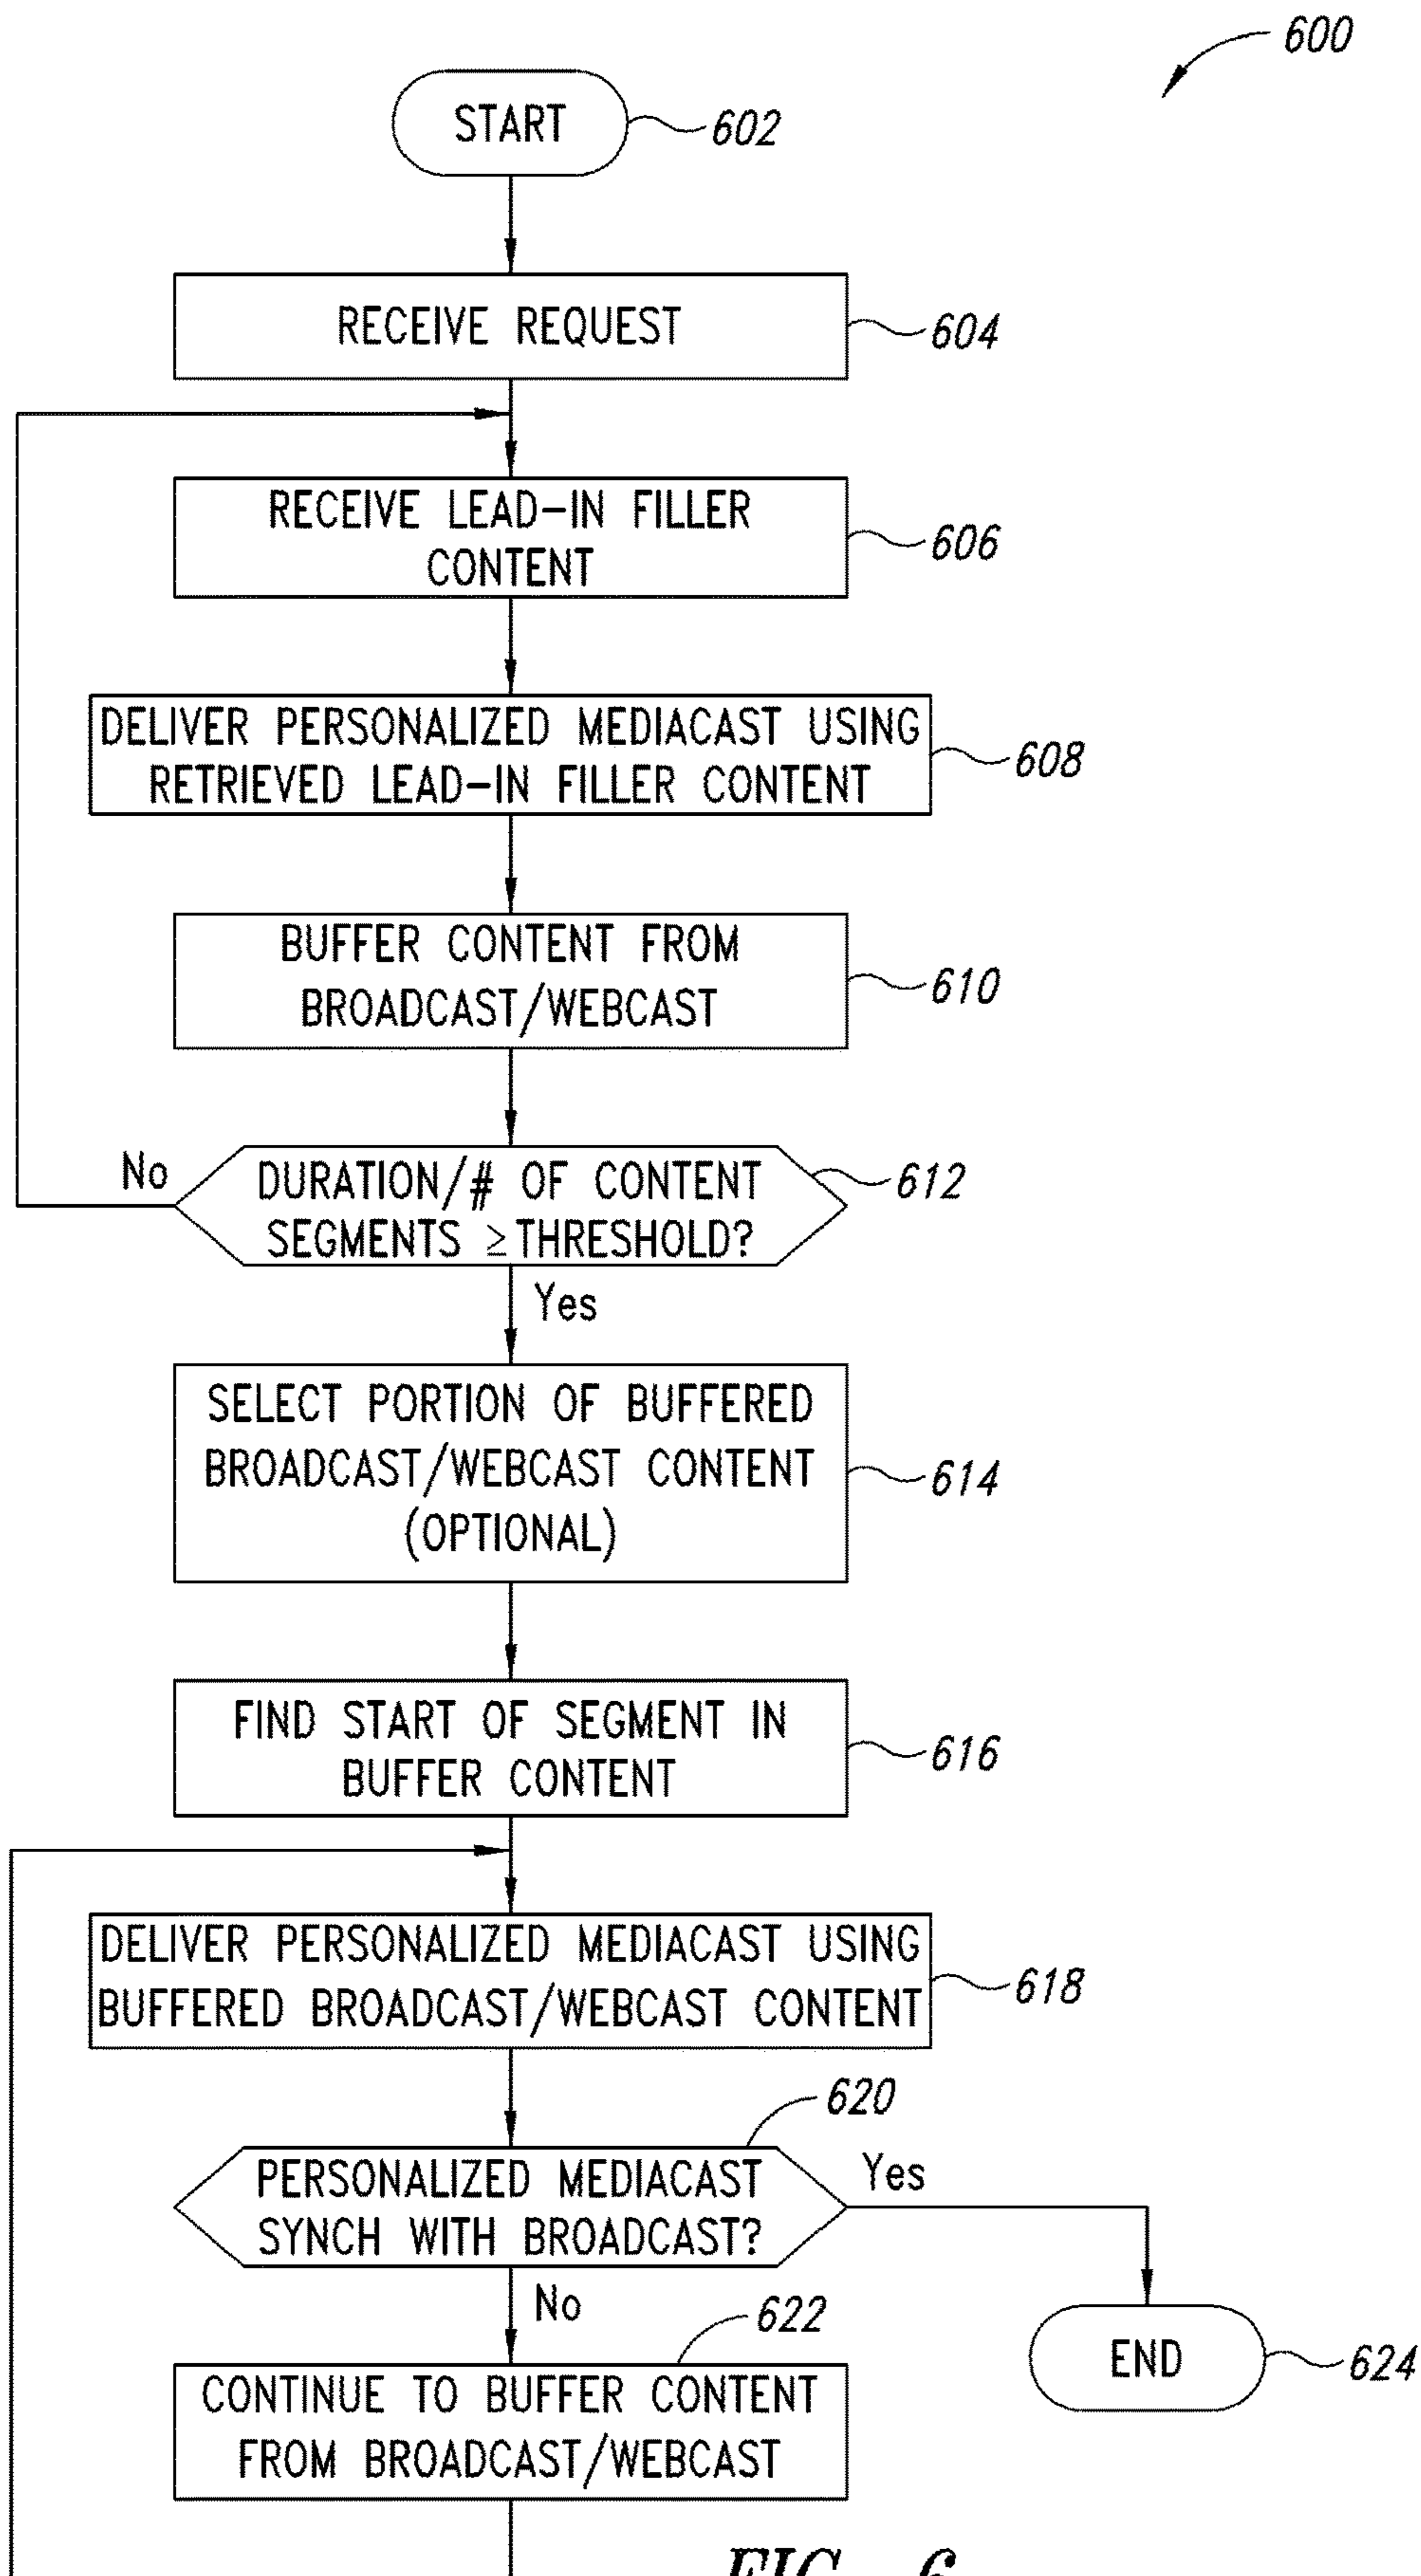 600
START
602
RECEIVE REQUEST
604
RECEIVE LEAD-IN FILLER
CONTENT
606
DELIVER PERSONALIZED MEDIACAST USING
RETRIEVED LEAD-IN FILLER CONTENT
608
BUFFER CONTENT FROM
BROADCAST/WEBCAST
610
No
DURATION/# OF CONTENT
SEGMENTS ≥ THRESHOLD?
612
Yes
SELECT PORTION OF BUFFERED
BROADCAST/WEBCAST CONTENT
(OPTIONAL)
614
FIND START OF SEGMENT IN
BUFFER CONTENT
616
DELIVER PERSONALIZED MEDIACAST USING
BUFFERED BROADCAST/WEBCAST CONTENT
618
620
PERSONALIZED MEDIACAST
SYNCH WITH BROADCAST?
Yes
No
622
CONTINUE TO BUFFER CONTENT
FROM BROADCAST/WEBCAST
END
624
FIG. 6